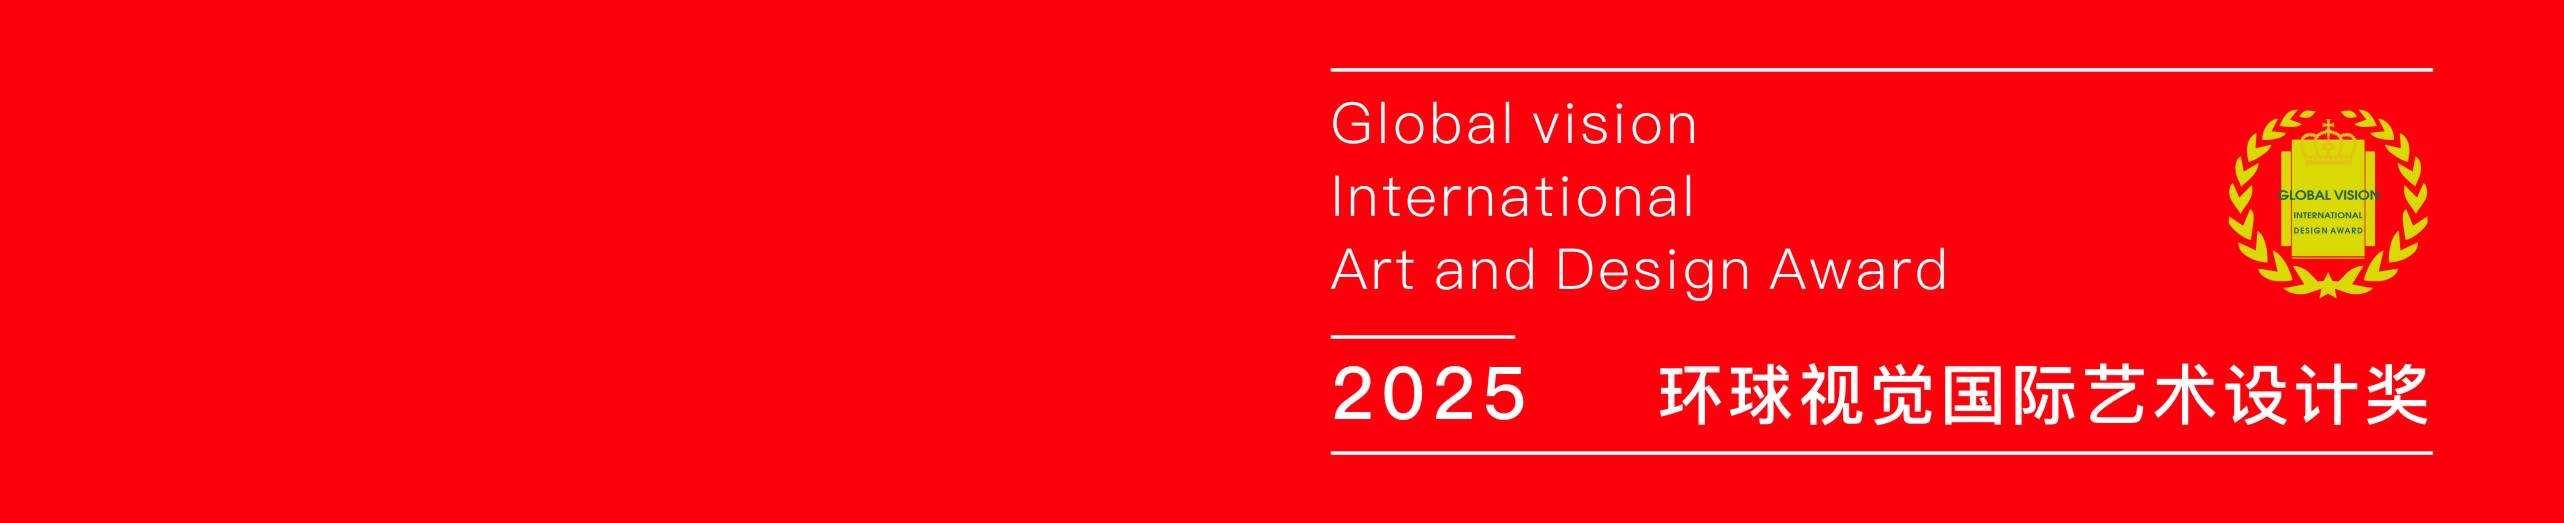 Global vision
International
Art and Design Award
GLOBAL VISION
INTERNATIONAL
DESIGN AWARD
2025 环球视觉国际艺术设计奖